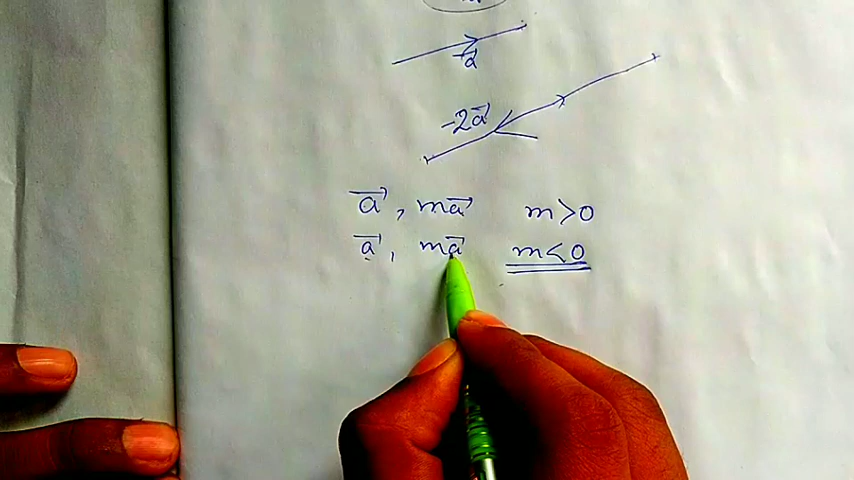 a⃗
-2a⃗
a⃗, ma⃗ m>0
a⃗, ma⃗ m<0